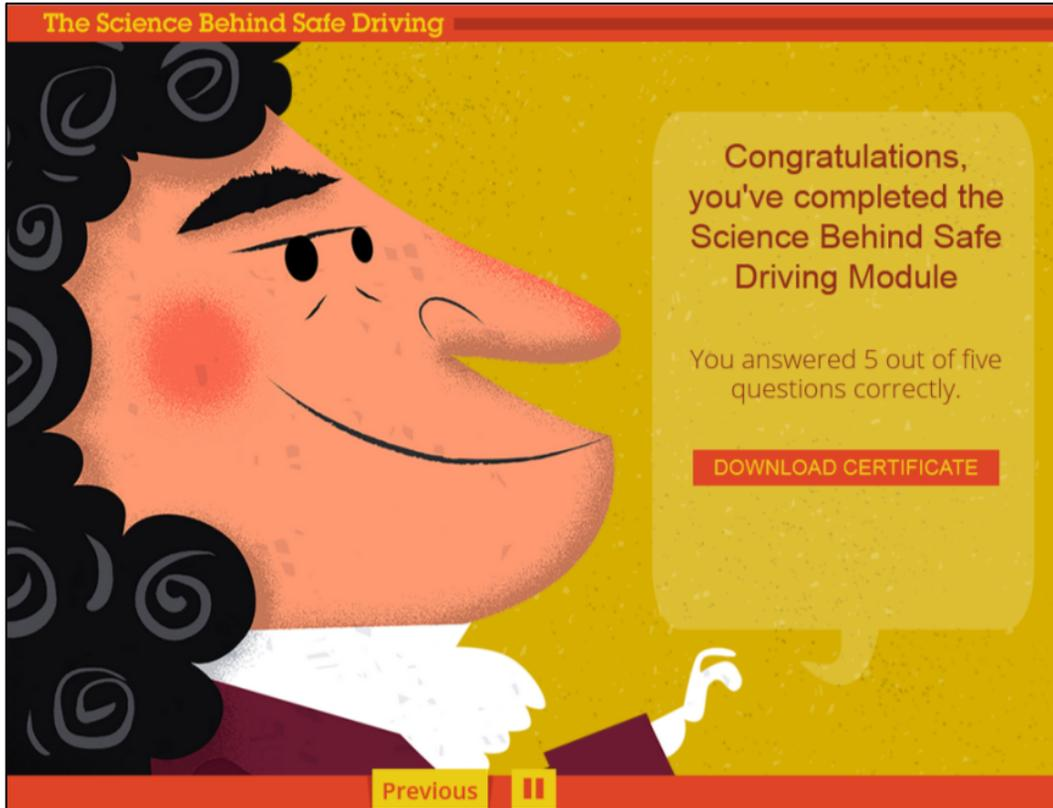 The Science Behind Safe Driving
Congratulations,
you've completed the
Science Behind Safe
Driving Module
You answered 5 out of five
questions correctly.
DOWNLOAD CERTIFICATE
Previous